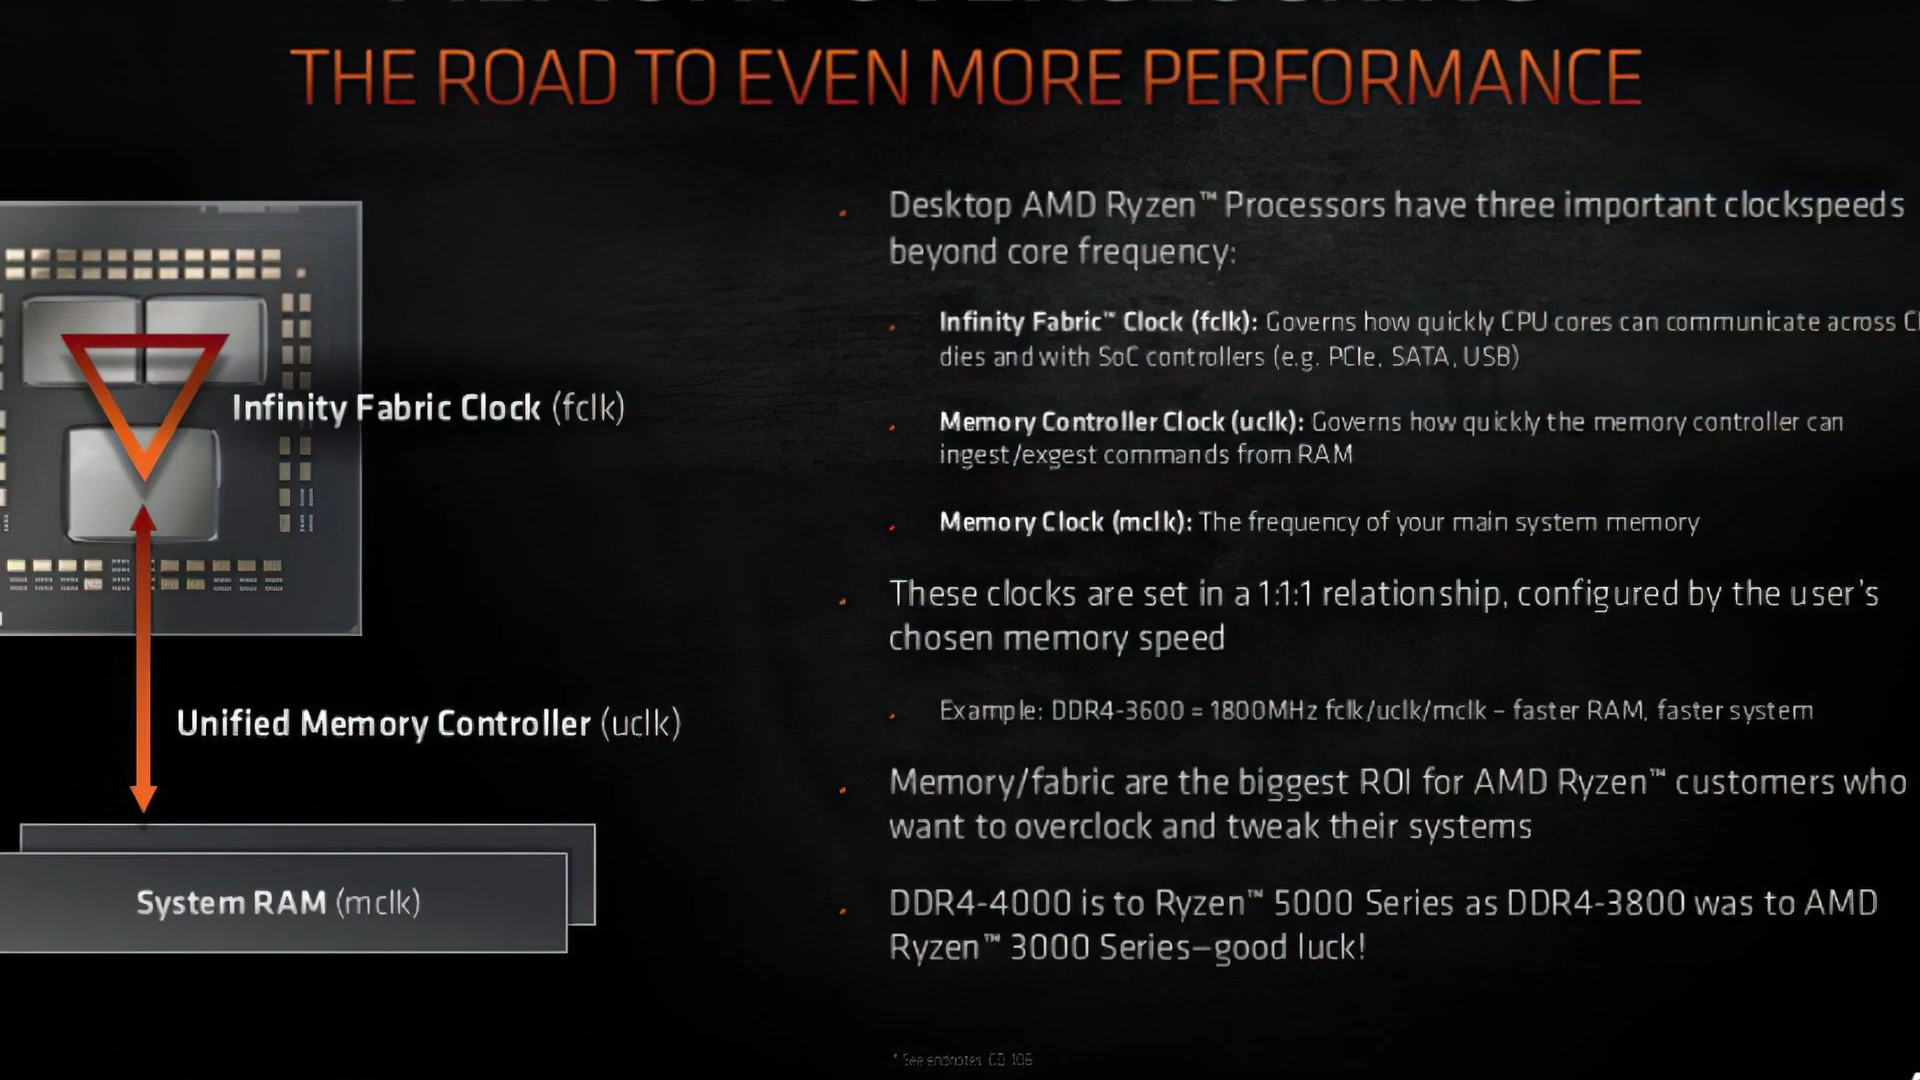 MEMORY OVERCLOCKING
THE ROAD TO EVEN MORE PERFORMANCE
Infinity Fabric Clock (fclk)
Unified Memory Controller (uclk)
System RAM (mclk)
Desktop AMD Ryzen™ Processors have three important clockspeeds
beyond core frequency:
Infinity Fabric™ Clock (fclk): Governs how quickly CPU cores can communicate across
dies and with SoC controllers (e.g. PCIe, SATA, USB)
Memory Controller Clock (uclk): Governs how quickly the memory controller can
ingest/exgest commands from RAM
Memory Clock (mclk): The frequency of your main system memory
These clocks are set in a 1:1:1 relationship, configured by the user's
chosen memory speed
Example: DDR4-3600 = 1800MHz fclk/uclk/mclk – faster RAM, faster system
Memory/fabric are the biggest ROI for AMD Ryzen™ customers who
want to overclock and tweak their systems
DDR4-4000 is to Ryzen™ 5000 Series as DDR4-3800 was to AMD
Ryzen™ 3000 Series–good luck!
* See endnotes